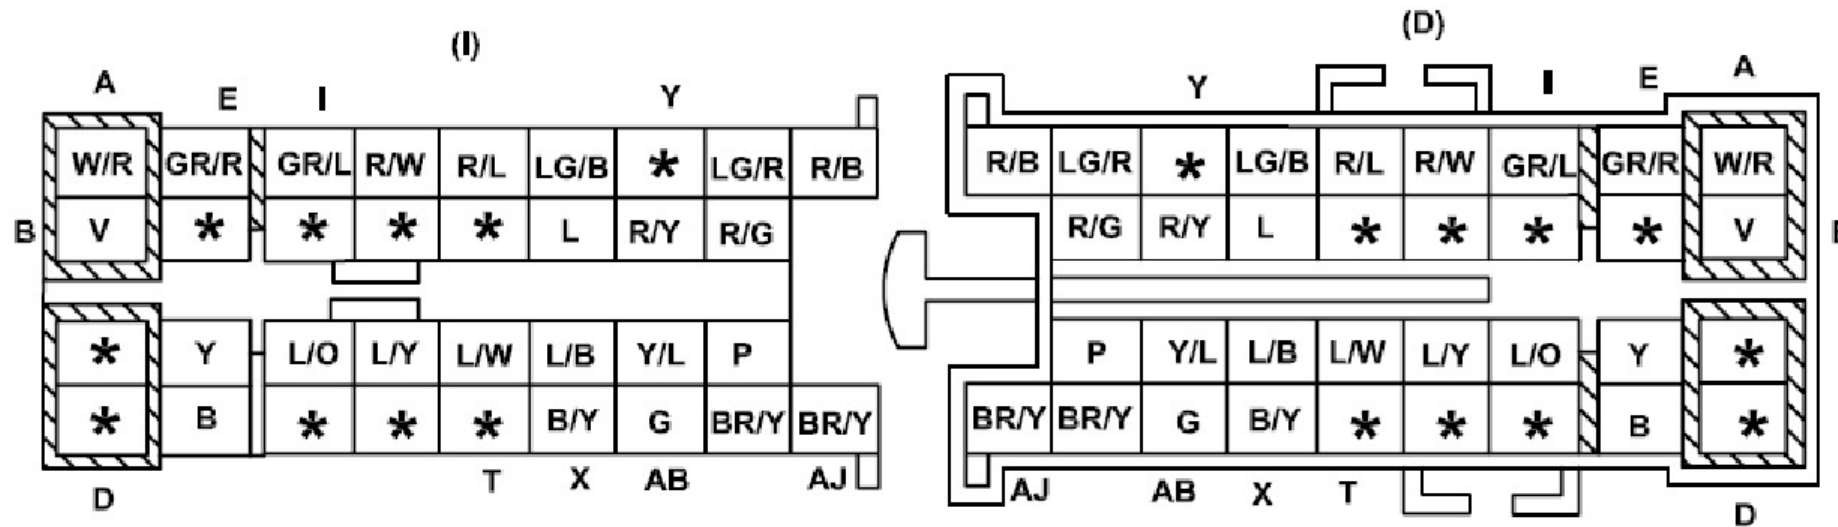 (I) (D)
A E I Y Y I E A
W/R GR/R GR/L R/W R/L LG/B * LG/R R/B R/B LG/R * LG/B R/L R/W GR/L GR/R W/R
B V * * * * L R/Y R/G R/G R/Y L * * * * V
* Y L/O L/Y L/W L/B Y/L P P Y/L L/B L/W L/Y L/O Y *
* B * * * B/Y G BR/Y BR/Y BR/Y BR/Y G B/Y * * * B *
D T X AB AJ AJ AB X T D